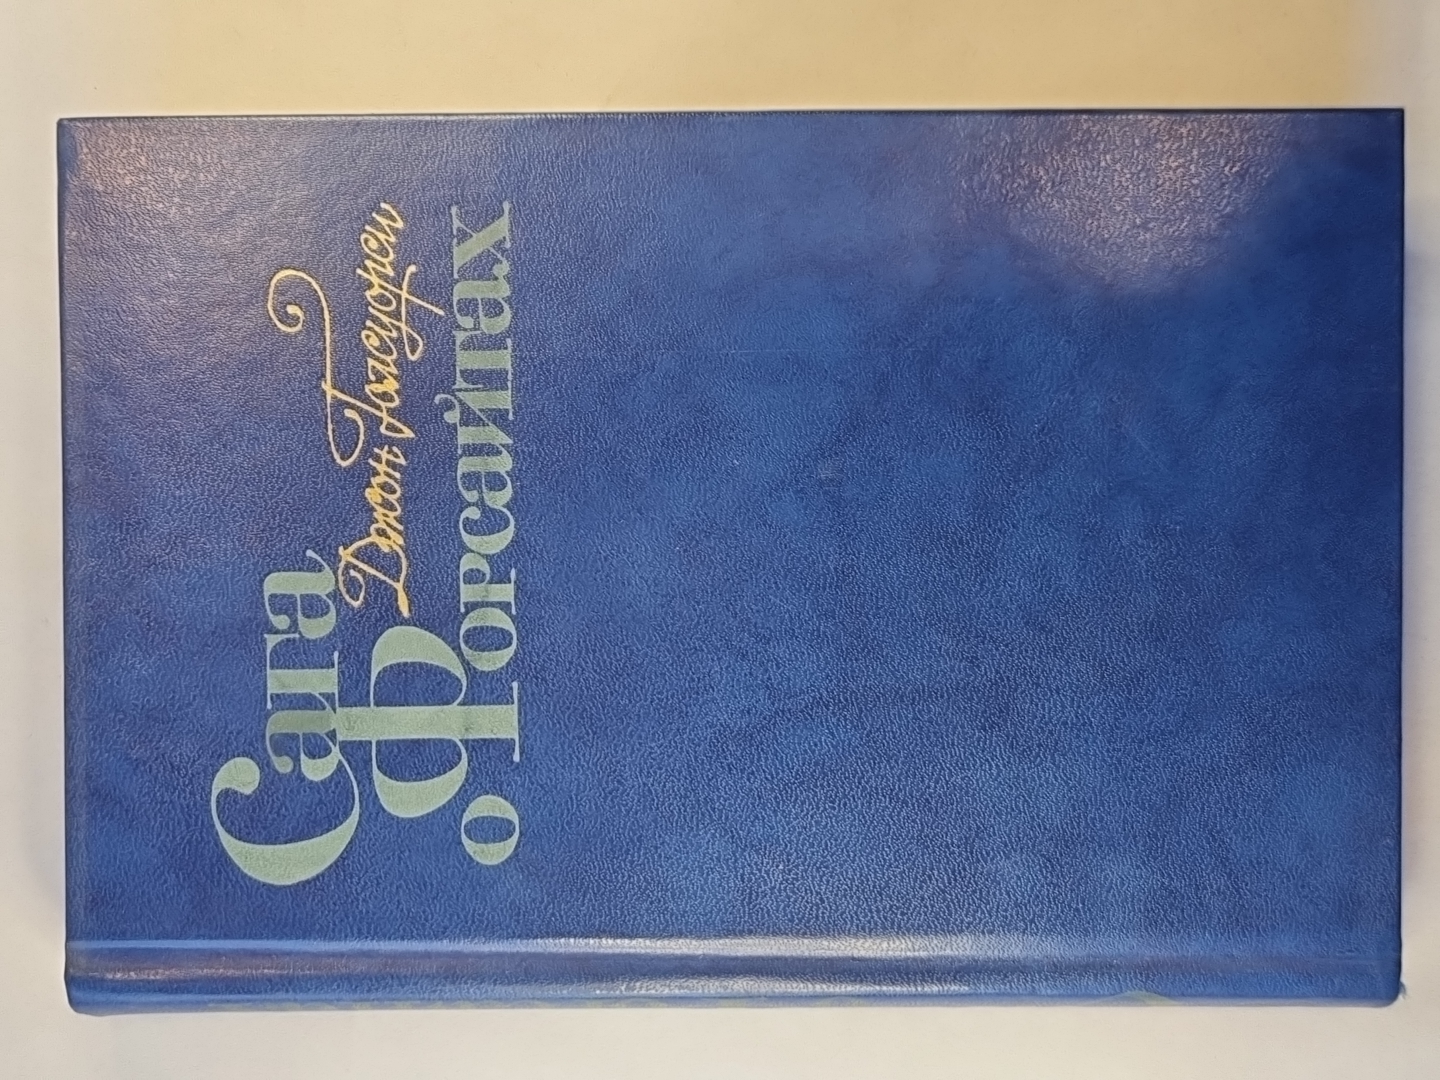 Сага
Джон Голсуорси
о Форсайтах